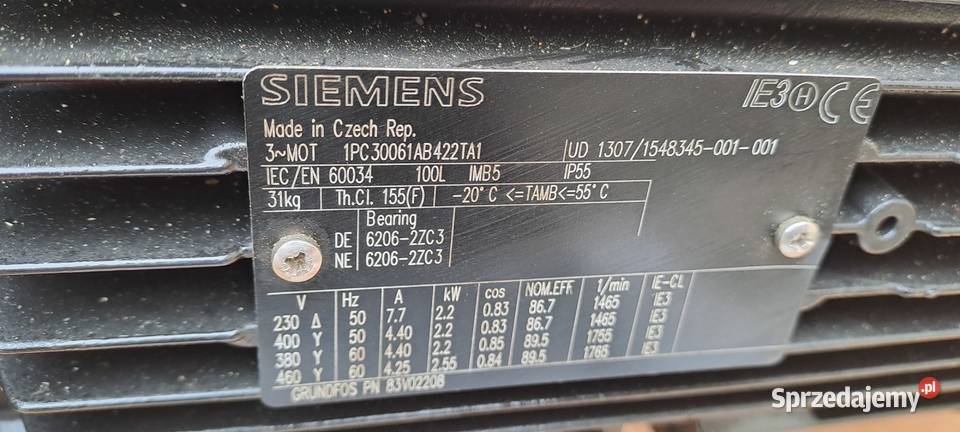 SIEMENS IE3 H CE
Made in Czech Rep.
3~MOT 1PC30061AB422TA1 UD 1307/1548345-001-001
IEC/EN 60034 100L IMB5 IP55
31kg Th.Cl. 155(F) -20°C <=TAMB<=55°C
Bearing
DE 6206-2ZC3
NE 6206-2ZC3
V Hz A kW cos NOM.EFF 1/min IE-CL
230 Δ 50 7.7 2.2 0.83 86.7 1465 IE3
400 Y 50 4.40 2.2 0.83 86.7 1465 IE3
380 Y 60 4.40 2.2 0.85 89.5 1755 IE3
460 Y 60 4.25 2.55 0.84 89.5 1765 IE3
GRUNDFOS PN 83V02208
Sprzedajemy.pl